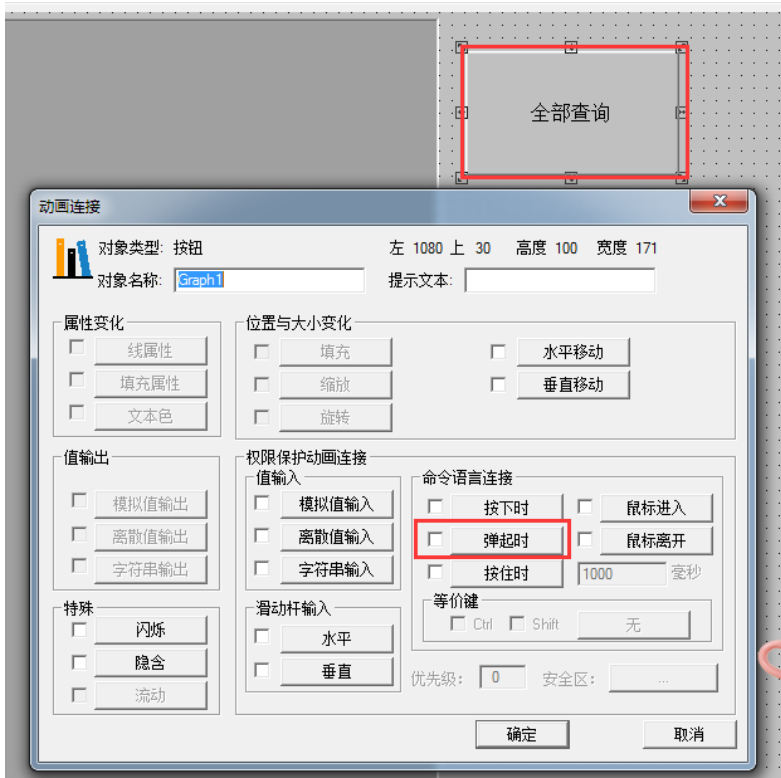 全部查询
动画连接
对象类型: 按钮 左 1080 上 30 高度 100 宽度 171
对象名称: Graph1 提示文本:
属性变化 位置与大小变化
线属性 填充 水平移动
填充属性 缩放 垂直移动
文本色 旋转
值输出 权限保护动画连接
值输入 命令语言连接
模拟值输出 模拟值输入 按下时 鼠标进入
离散值输出 离散值输入 弹起时 鼠标离开
字符串输出 字符串输入 按住时 1000 毫秒
特殊 滑动杆输入 等价键
闪烁 水平 Ctrl Shift 无
隐含 垂直 优先级: 0 安全区: ...
流动
确定 取消